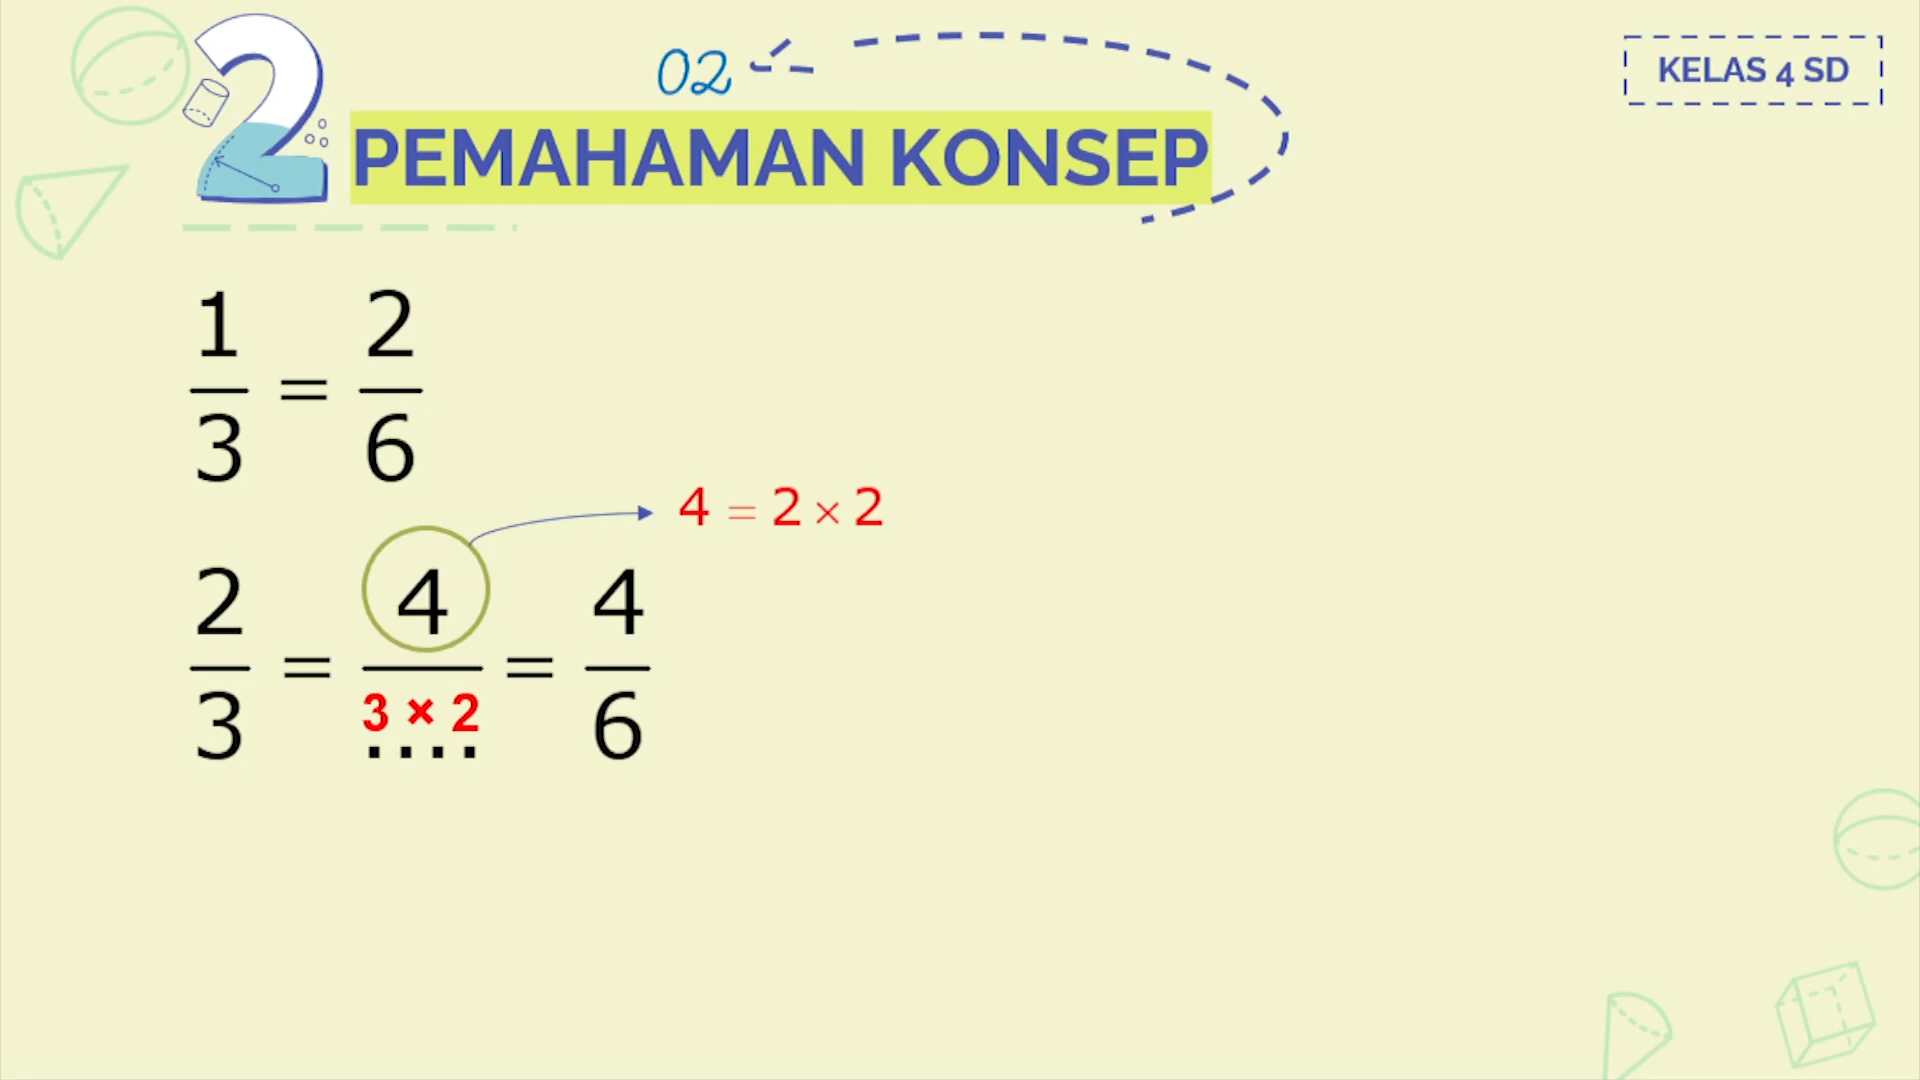 2
02
KELAS 4 SD
PEMAHAMAN KONSEP
1/3 = 2/6
4 = 2 × 2
2/3 = 4/3 × 2 .... = 4/6